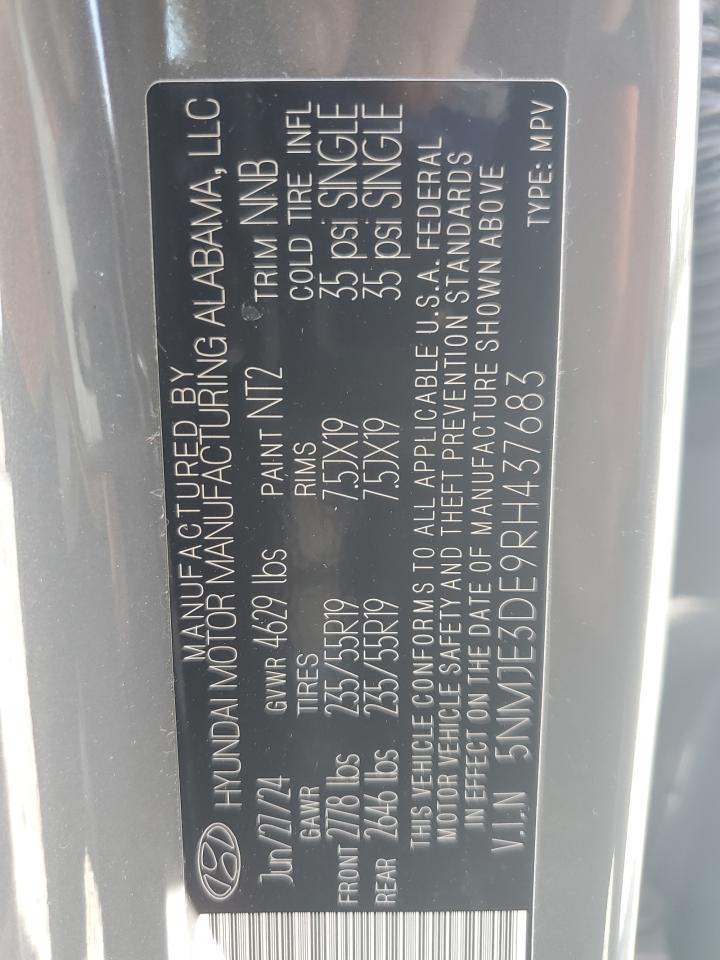 MANUFACTURED BY
HYUNDAI MOTOR MANUFACTURING ALABAMA, LLC
Jun/27/24 GVWR 4629 lbs PAINT NT2 TRIM NNB
GAWR TIRES RIMS COLD TIRE INFL
FRONT 2778 lbs 235/55R19 7.5JX19 35 psi SINGLE
REAR 2646 lbs 235/55R19 7.5JX19 35 psi SINGLE
THIS VEHICLE CONFORMS TO ALL APPLICABLE U.S.A. FEDERAL
MOTOR VEHICLE SAFETY AND THEFT PREVENTION STANDARDS
IN EFFECT ON THE DATE OF MANUFACTURE SHOWN ABOVE
V.I.N 5NMJE3DE9RH437683 TYPE: MPV